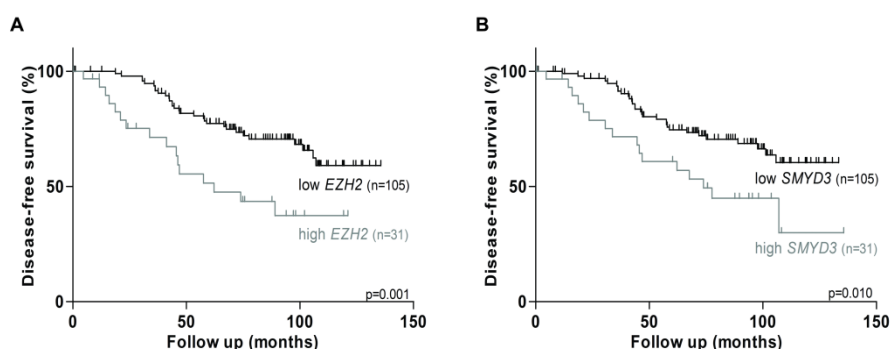 A
Disease-free survival (%)
100
50
0
low EZH2 (n=105)
high EZH2 (n=31)
p=0.001
0 50 100 150
Follow up (months)
B
Disease-free survival (%)
100
50
0
low SMYD3 (n=105)
high SMYD3 (n=31)
p=0.010
0 50 100 150
Follow up (months)